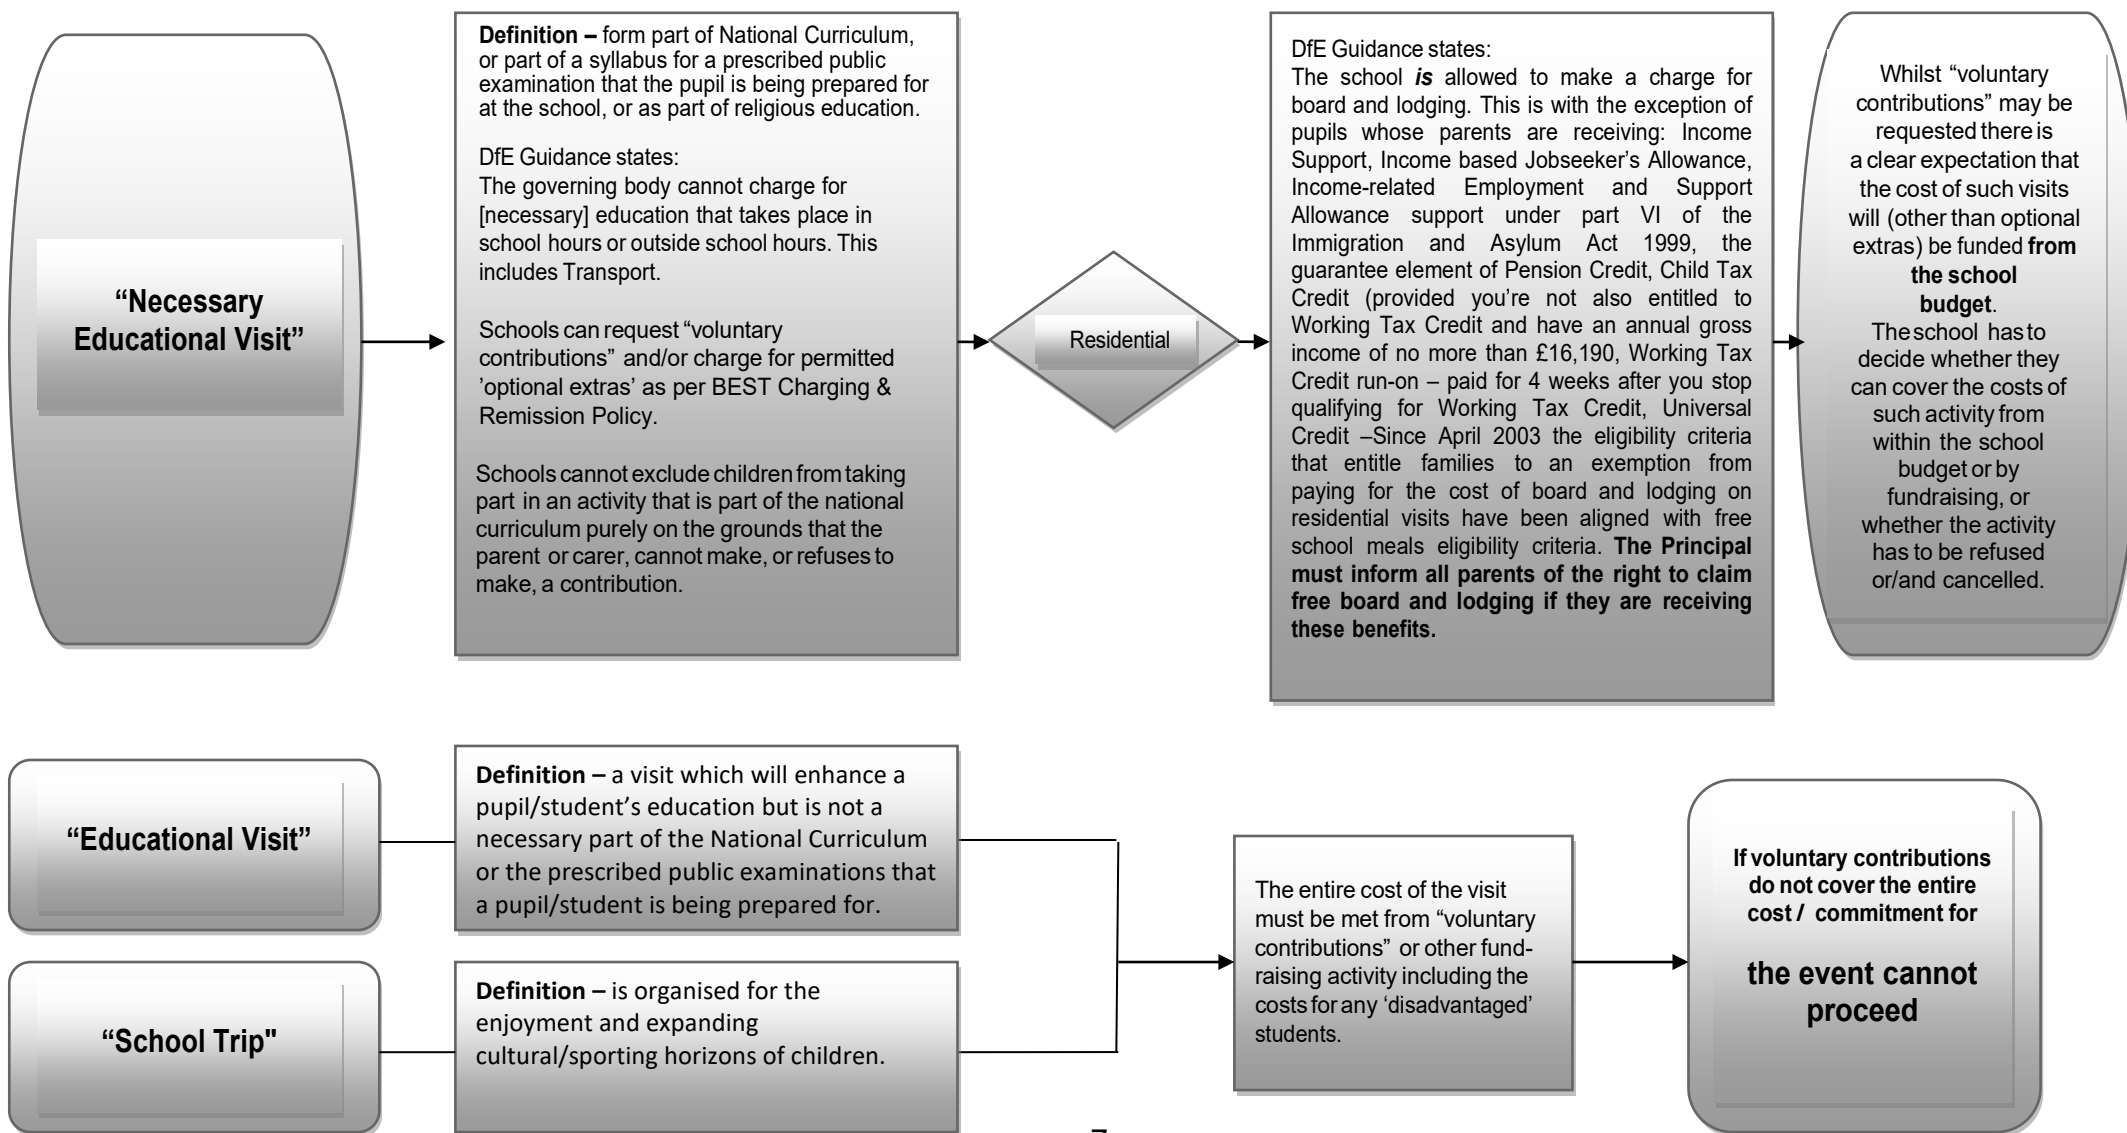 “Necessary
Educational Visit”
Definition – form part of National Curriculum,
or part of a syllabus for a prescribed public
examination that the pupil is being prepared for
at the school, or as part of religious education.
DfE Guidance states:
The governing body cannot charge for
[necessary] education that takes place in
school hours or outside school hours. This
includes Transport.
Schools can request “voluntary
contributions” and/or charge for permitted
’optional extras’ as per BEST Charging &
Remission Policy.
Schools cannot exclude children from taking
part in an activity that is part of the national
curriculum purely on the grounds that the
parent or carer, cannot make, or refuses to
make, a contribution.
Residential
DfE Guidance states:
The school is allowed to make a charge for
board and lodging. This is with the exception of
pupils whose parents are receiving: Income
Support, Income based Jobseeker’s Allowance,
Income-related Employment and Support
Allowance support under part VI of the
Immigration and Asylum Act 1999, the
guarantee element of Pension Credit, Child Tax
Credit (provided you’re not also entitled to
Working Tax Credit and have an annual gross
income of no more than £16,190, Working Tax
Credit run-on – paid for 4 weeks after you stop
qualifying for Working Tax Credit, Universal
Credit –Since April 2003 the eligibility criteria
that entitle families to an exemption from
paying for the cost of board and lodging on
residential visits have been aligned with free
school meals eligibility criteria. The Principal
must inform all parents of the right to claim
free board and lodging if they are receiving
these benefits.
Whilst “voluntary
contributions” may be
requested there is
a clear expectation that
the cost of such visits
will (other than optional
extras) be funded from
the school
budget.
The school has to
decide whether they
can cover the costs of
such activity from
within the school
budget or by
fundraising, or
whether the activity
has to be refused
or/and cancelled.
“Educational Visit”
Definition – a visit which will enhance a
pupil/student’s education but is not a
necessary part of the National Curriculum
or the prescribed public examinations that
a pupil/student is being prepared for.
“School Trip"
Definition – is organised for the
enjoyment and expanding
cultural/sporting horizons of children.
The entire cost of the visit
must be met from “voluntary
contributions” or other fund-
raising activity including the
costs for any ‘disadvantaged’
students.
If voluntary contributions
do not cover the entire
cost / commitment for
the event cannot
proceed